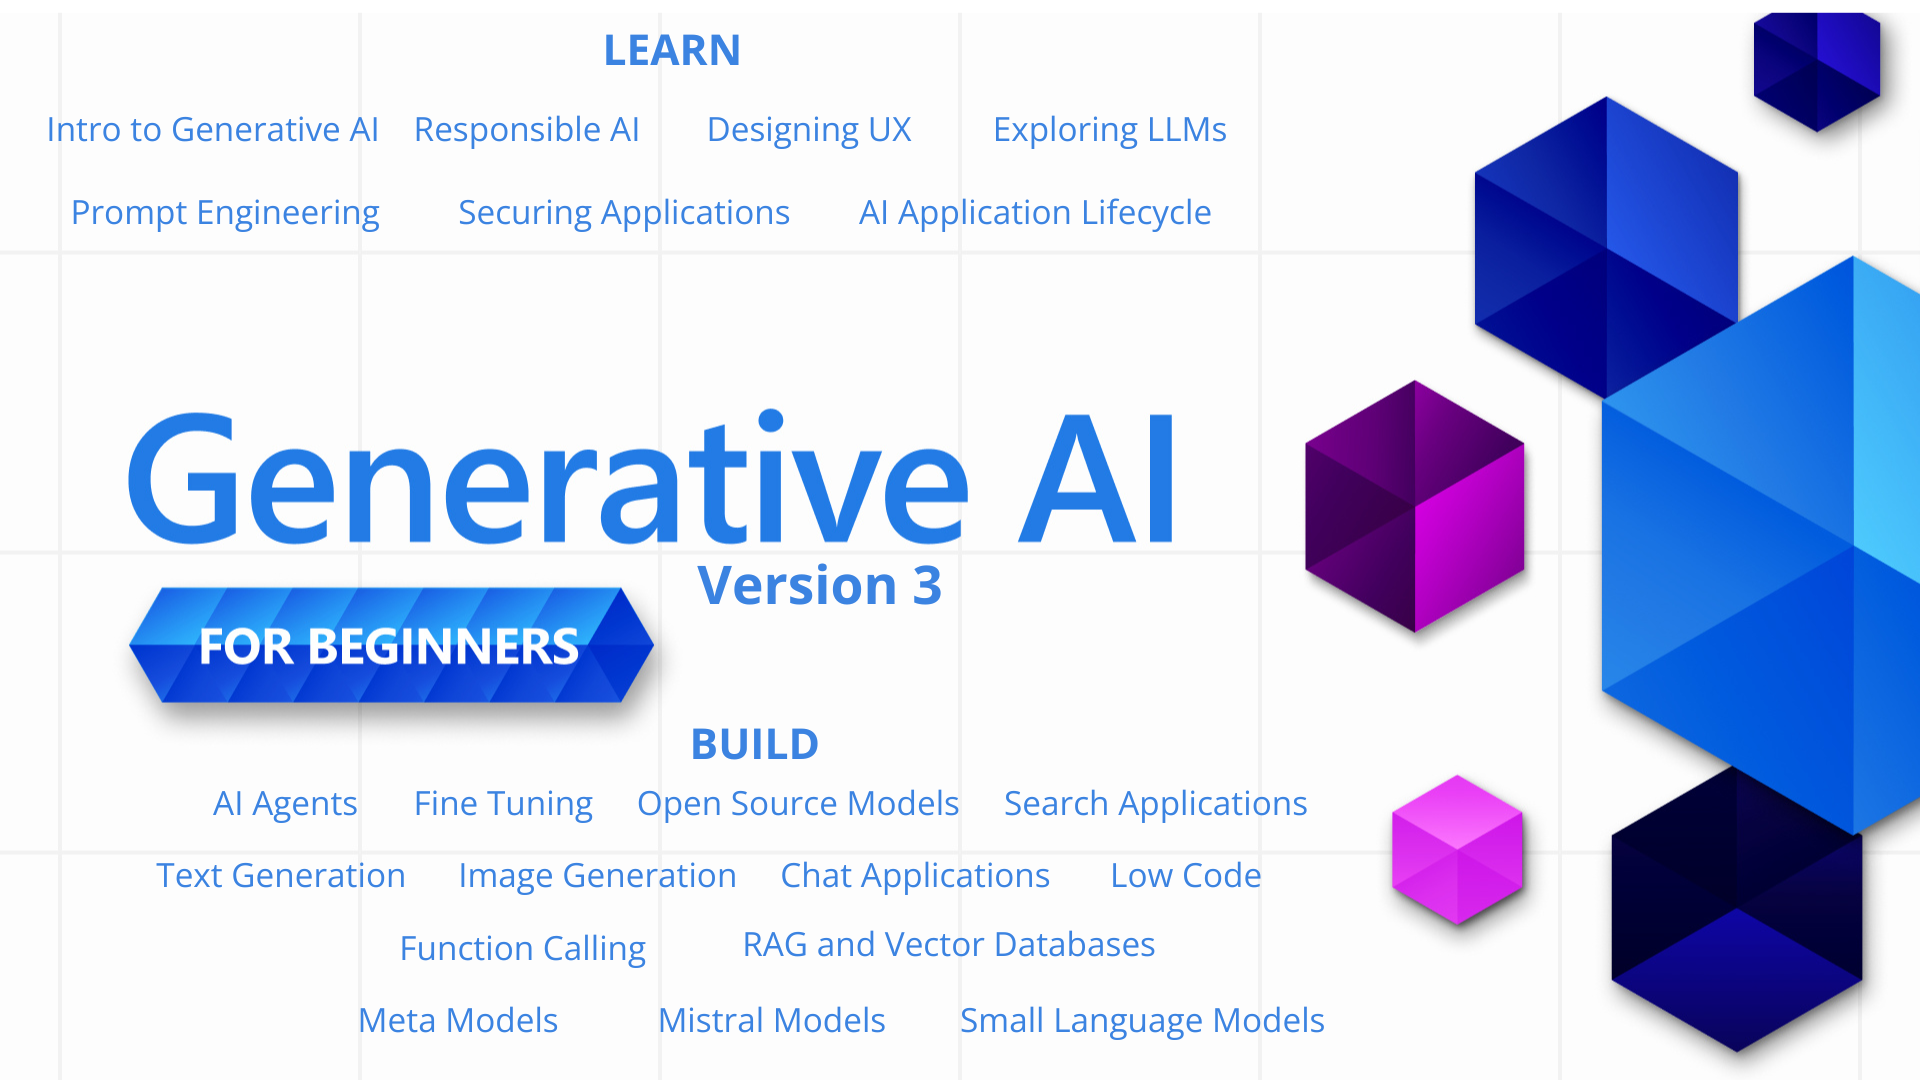 LEARN
Intro to Generative AI Responsible AI Designing UX Exploring LLMs
Prompt Engineering Securing Applications AI Application Lifecycle
Generative AI
Version 3
FOR BEGINNERS
BUILD
AI Agents Fine Tuning Open Source Models Search Applications
Text Generation Image Generation Chat Applications Low Code
Function Calling RAG and Vector Databases
Meta Models Mistral Models Small Language Models